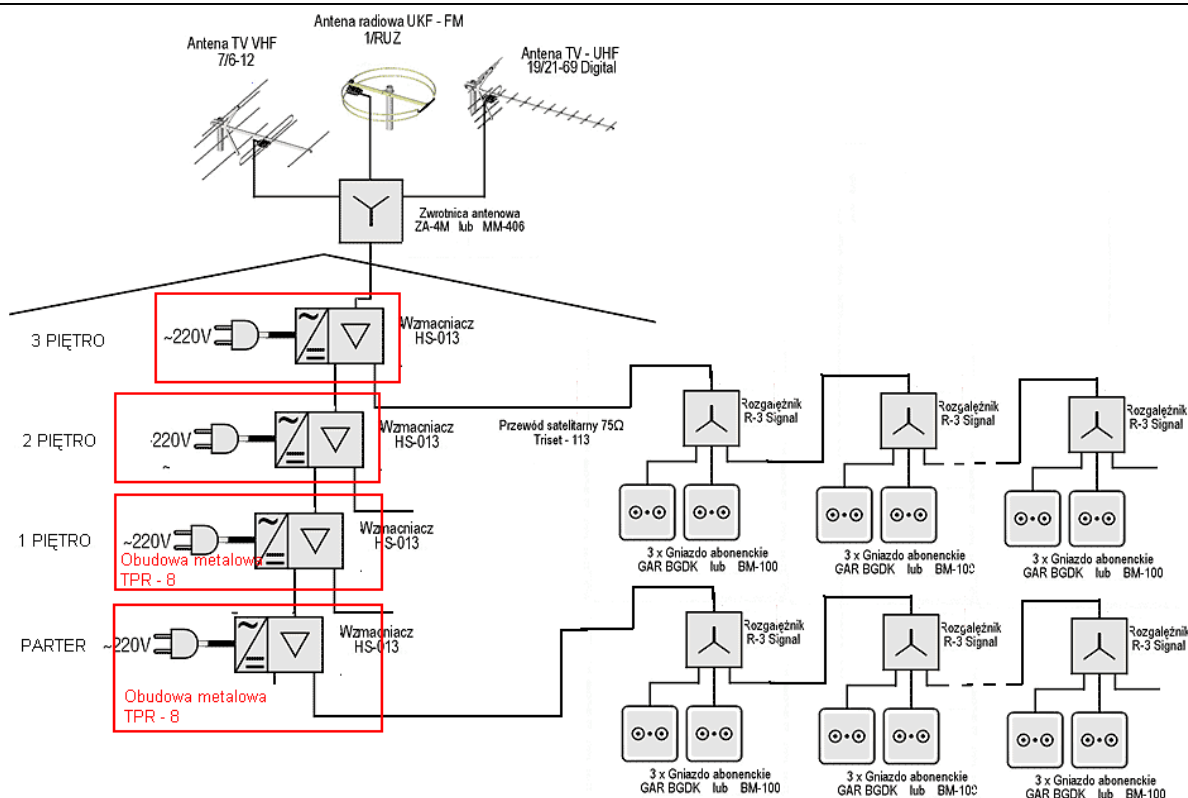 Antena radiowa UKF - FM
1/RUZ
Antena TV VHF
7/6-12
Antena TV - UHF
19/21-69 Digital
Zwrotnica antenowa
ZA-4M lub MM-406
3 PIĘTRO
~220V
Wzmacniacz
HS-013
2 PIĘTRO
220V
~
Wzmacniacz
HS-013
Przewód satelitarny 75Ω
Triset - 113
Rozgałęźnik
R-3 Signal
Rozgałęźnik
R-3 Signal
Rozgałęźnik
R-3 Signal
1 PIĘTRO
~220V
Obudowa metalowa
TPR - 8
Wzmacniacz
HS-013
3 x Gniazdo abonenckie
GAR BGDK lub BM-100
3 x Gniazdo abonenckie
GAR BGDK lub BM-100
3 x Gniazdo abonenckie
GAR BGDK lub BM-100
PARTER
~220V
Wzmacniacz
HS-013
Obudowa metalowa
TPR - 8
Rozgałęźnik
R-3 Signal
Rozgałęźnik
R-3 Signal
Rozgałęźnik
R-3 Signal
3 x Gniazdo abonenckie
GAR BGDK lub BM-100
3 x Gniazdo abonenckie
GAR BGDK lub BM-100
3 x Gniazdo abonenckie
GAR BGDK lub BM-100